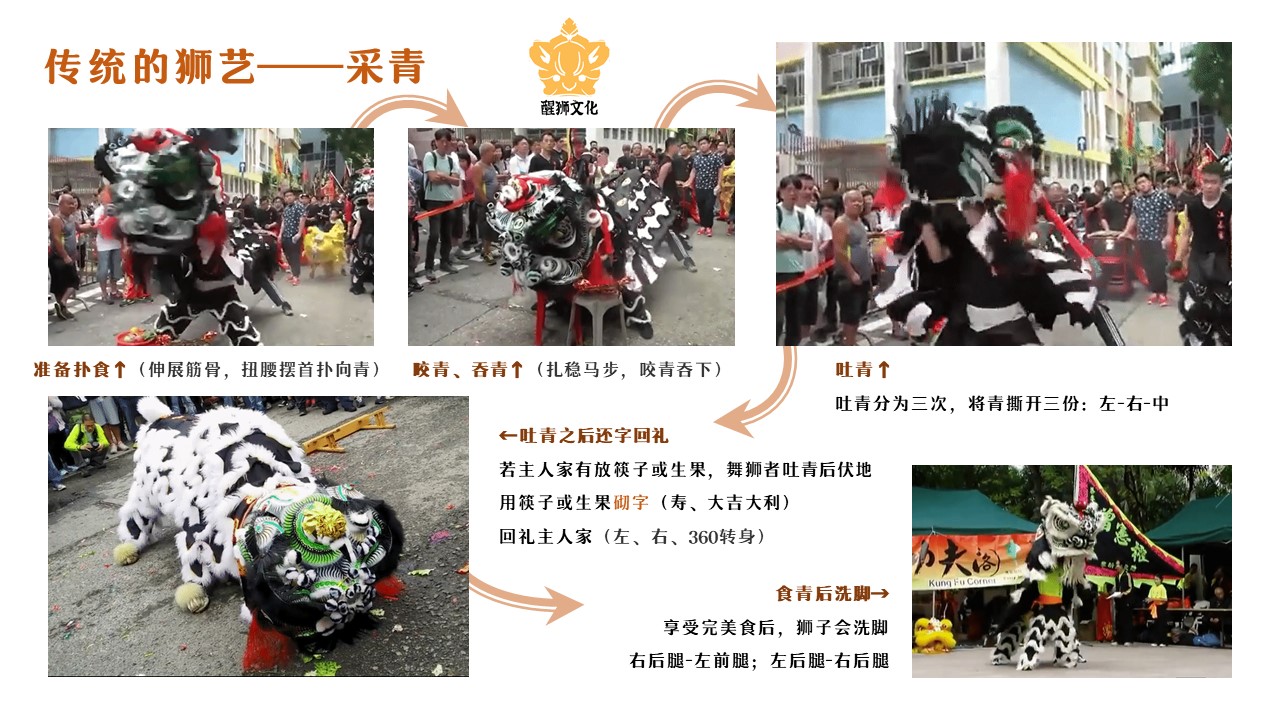 传统的狮艺——采青
醒狮文化
准备扑食↑（伸展筋骨，扭腰摆首扑向青）
咬青、吞青↑（扎稳马步，咬青吞下）
吐青↑
吐青分为三次，将青撕开三份：左-右-中
←吐青之后还字回礼
若主人家有放筷子或生果，舞狮者吐青后伏地
用筷子或生果砌字（寿、大吉大利）
回礼主人家（左、右、360转身）
功夫阁
Kung Fu Corner
食青后洗脚→
享受完美食后，狮子会洗脚
右后腿-左前腿；左后腿-右后腿